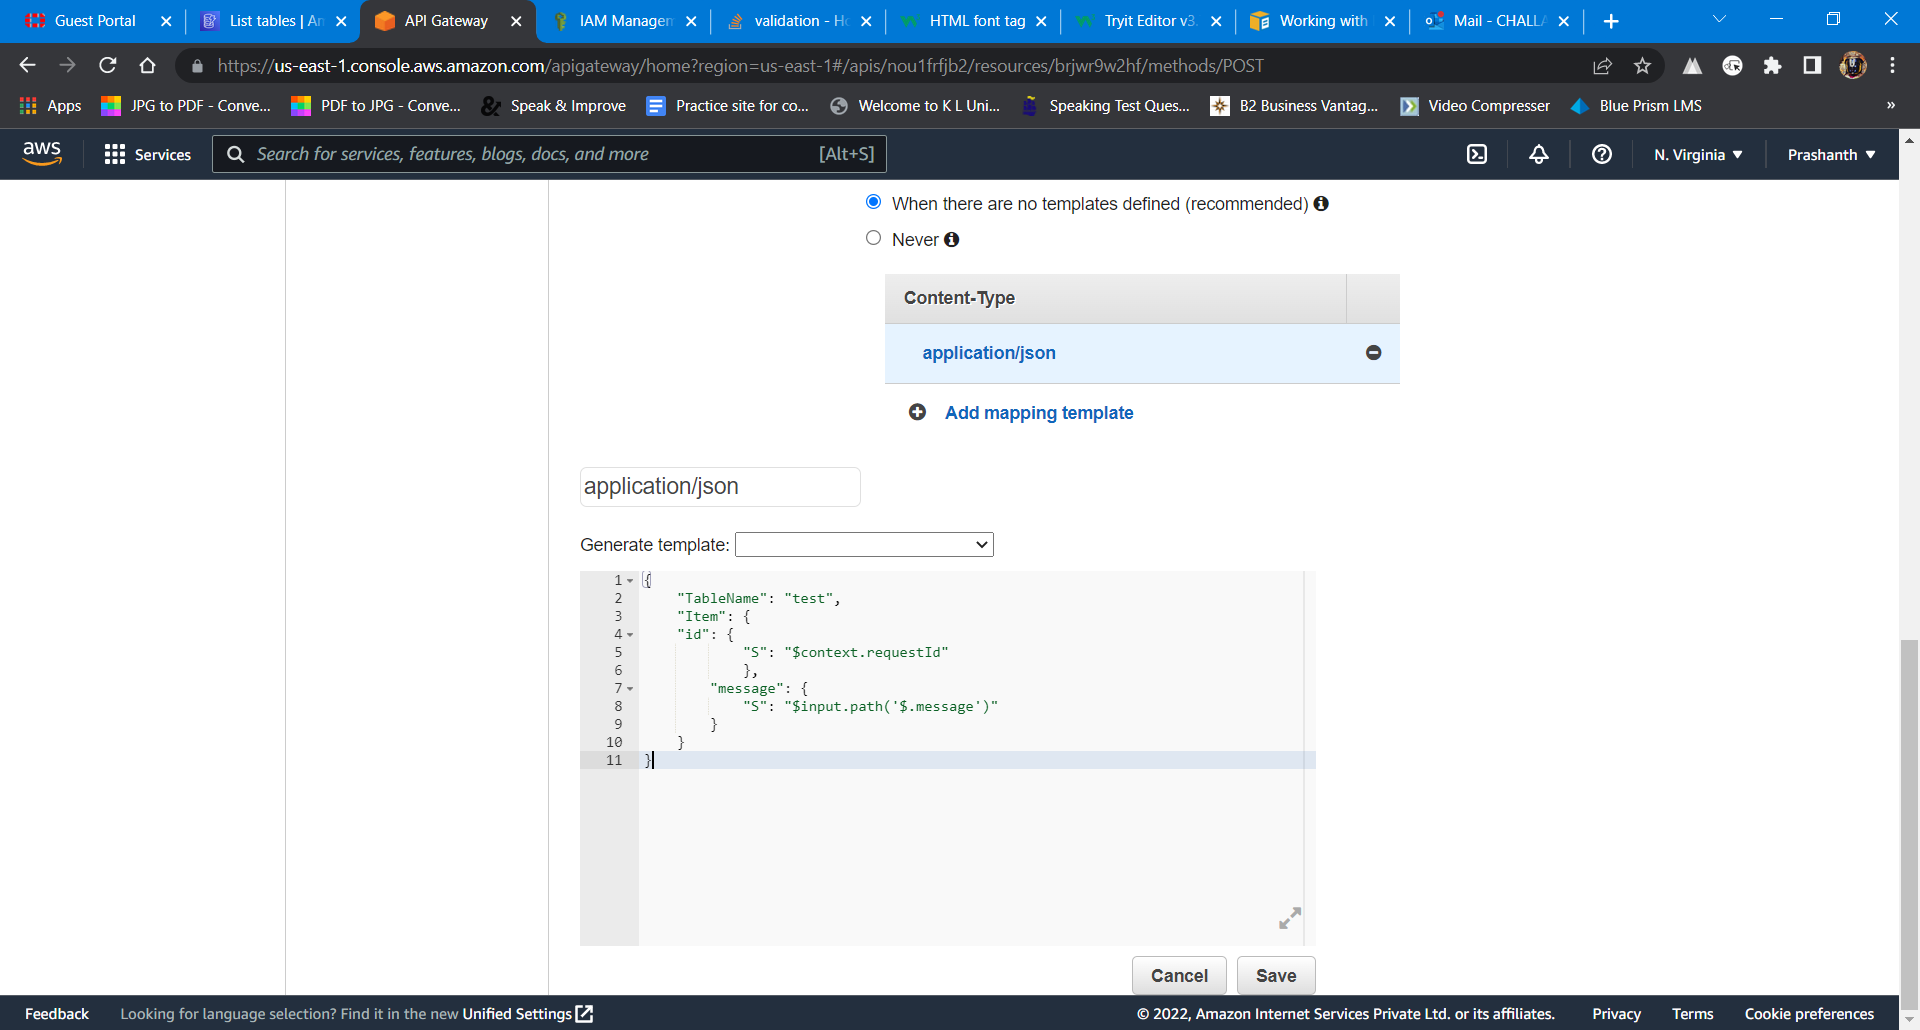 Guest Portal
List tables | An
API Gateway
IAM Managem
validation - Ho
HTML font tag
Tryit Editor v3.
Working with
Mail - CHALLA
https://us-east-1.console.aws.amazon.com/apigateway/home?region=us-east-1#/apis/nou1frfjb2/resources/brjwr9w2hf/methods/POST
Apps
JPG to PDF - Conve...
PDF to JPG - Conve...
Speak & Improve
Practice site for co...
Welcome to K L Uni...
Speaking Test Ques...
B2 Business Vantag...
Video Compresser
Blue Prism LMS
»
aws
Services
Search for services, features, blogs, docs, and more
[Alt+S]
N. Virginia
Prashanth
When there are no templates defined (recommended)
Never
Content-Type
application/json
Add mapping template
application/json
Generate template:
1 {
2 "TableName": "test",
3 "Item": {
4 "id": {
5 "S": "$context.requestId"
6 },
7 "message": {
8 "S": "$input.path('$.message')"
9 }
10 }
11 }
Cancel
Save
Feedback
Looking for language selection? Find it in the new Unified Settings
© 2022, Amazon Internet Services Private Ltd. or its affiliates.
Privacy
Terms
Cookie preferences